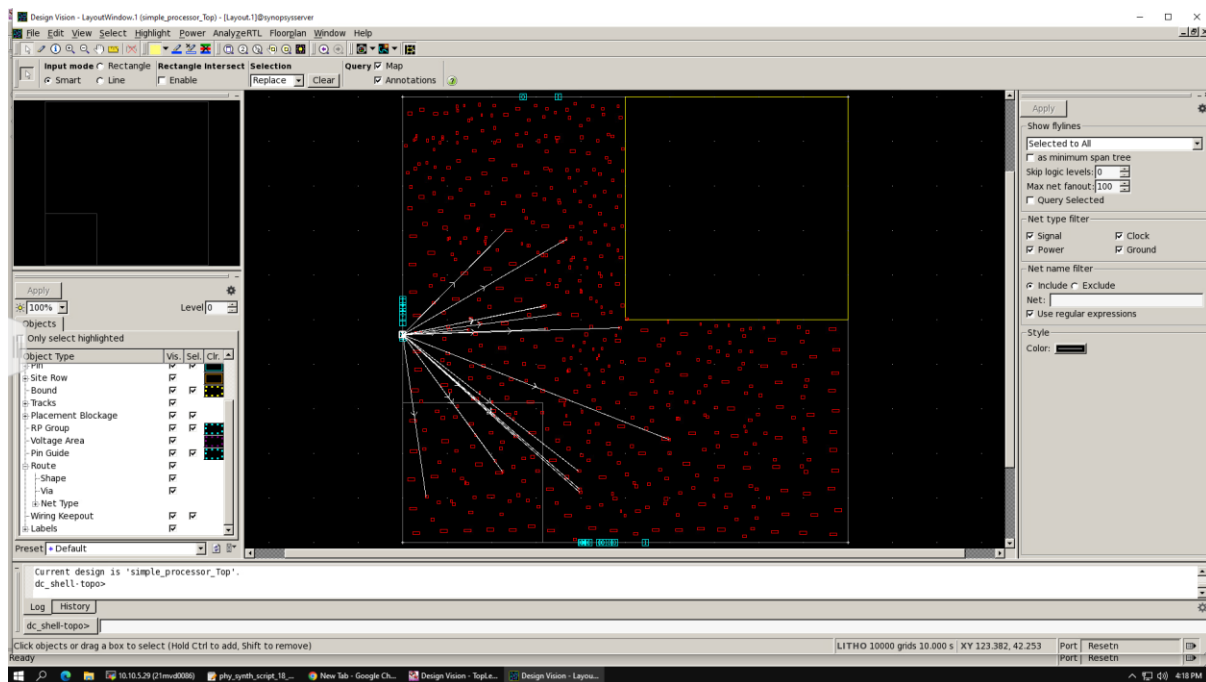 Design Vision - LayoutWindow.1 (simple_processor_Top) - [Layout.1]@synopsysserver
File Edit View Select Highlight Power AnalyzeRTL Floorplan Window Help
Input mode Rectangle Rectangle Intersect Selection Query Map
Smart Line Enable Replace Clear Annotations
Apply
Show flylines
Selected to All
as minimum span tree
Skip logic levels: 0
Max net fanout: 100
Query Selected
Net type filter
Signal Clock
Power Ground
Net name filter
Include Exclude
Net:
Use regular expressions
Style
Color:
Apply
100% Level 0
Objects
Only select highlighted
Object Type Vis. Sel. Clr.
Pin
Site Row
Bound
Tracks
Placement Blockage
RP Group
Voltage Area
Pin Guide
Route
Shape
Via
Net Type
Wiring Keepout
Labels
Preset Default
Current design is 'simple_processor_Top'.
dc_shell-topo>
Log History
dc_shell-topo>
Click objects or drag a box to select (Hold Ctrl to add, Shift to remove) LITHO 10000 grids 10.000 s XY 123.382, 42.253 Port Resetn
Ready Port Resetn
10.10.5.29 (21mvd0086) phy_synth_script_18_... New Tab - Google Ch... Design Vision - TopLe... Design Vision - Layou... 4:18 PM